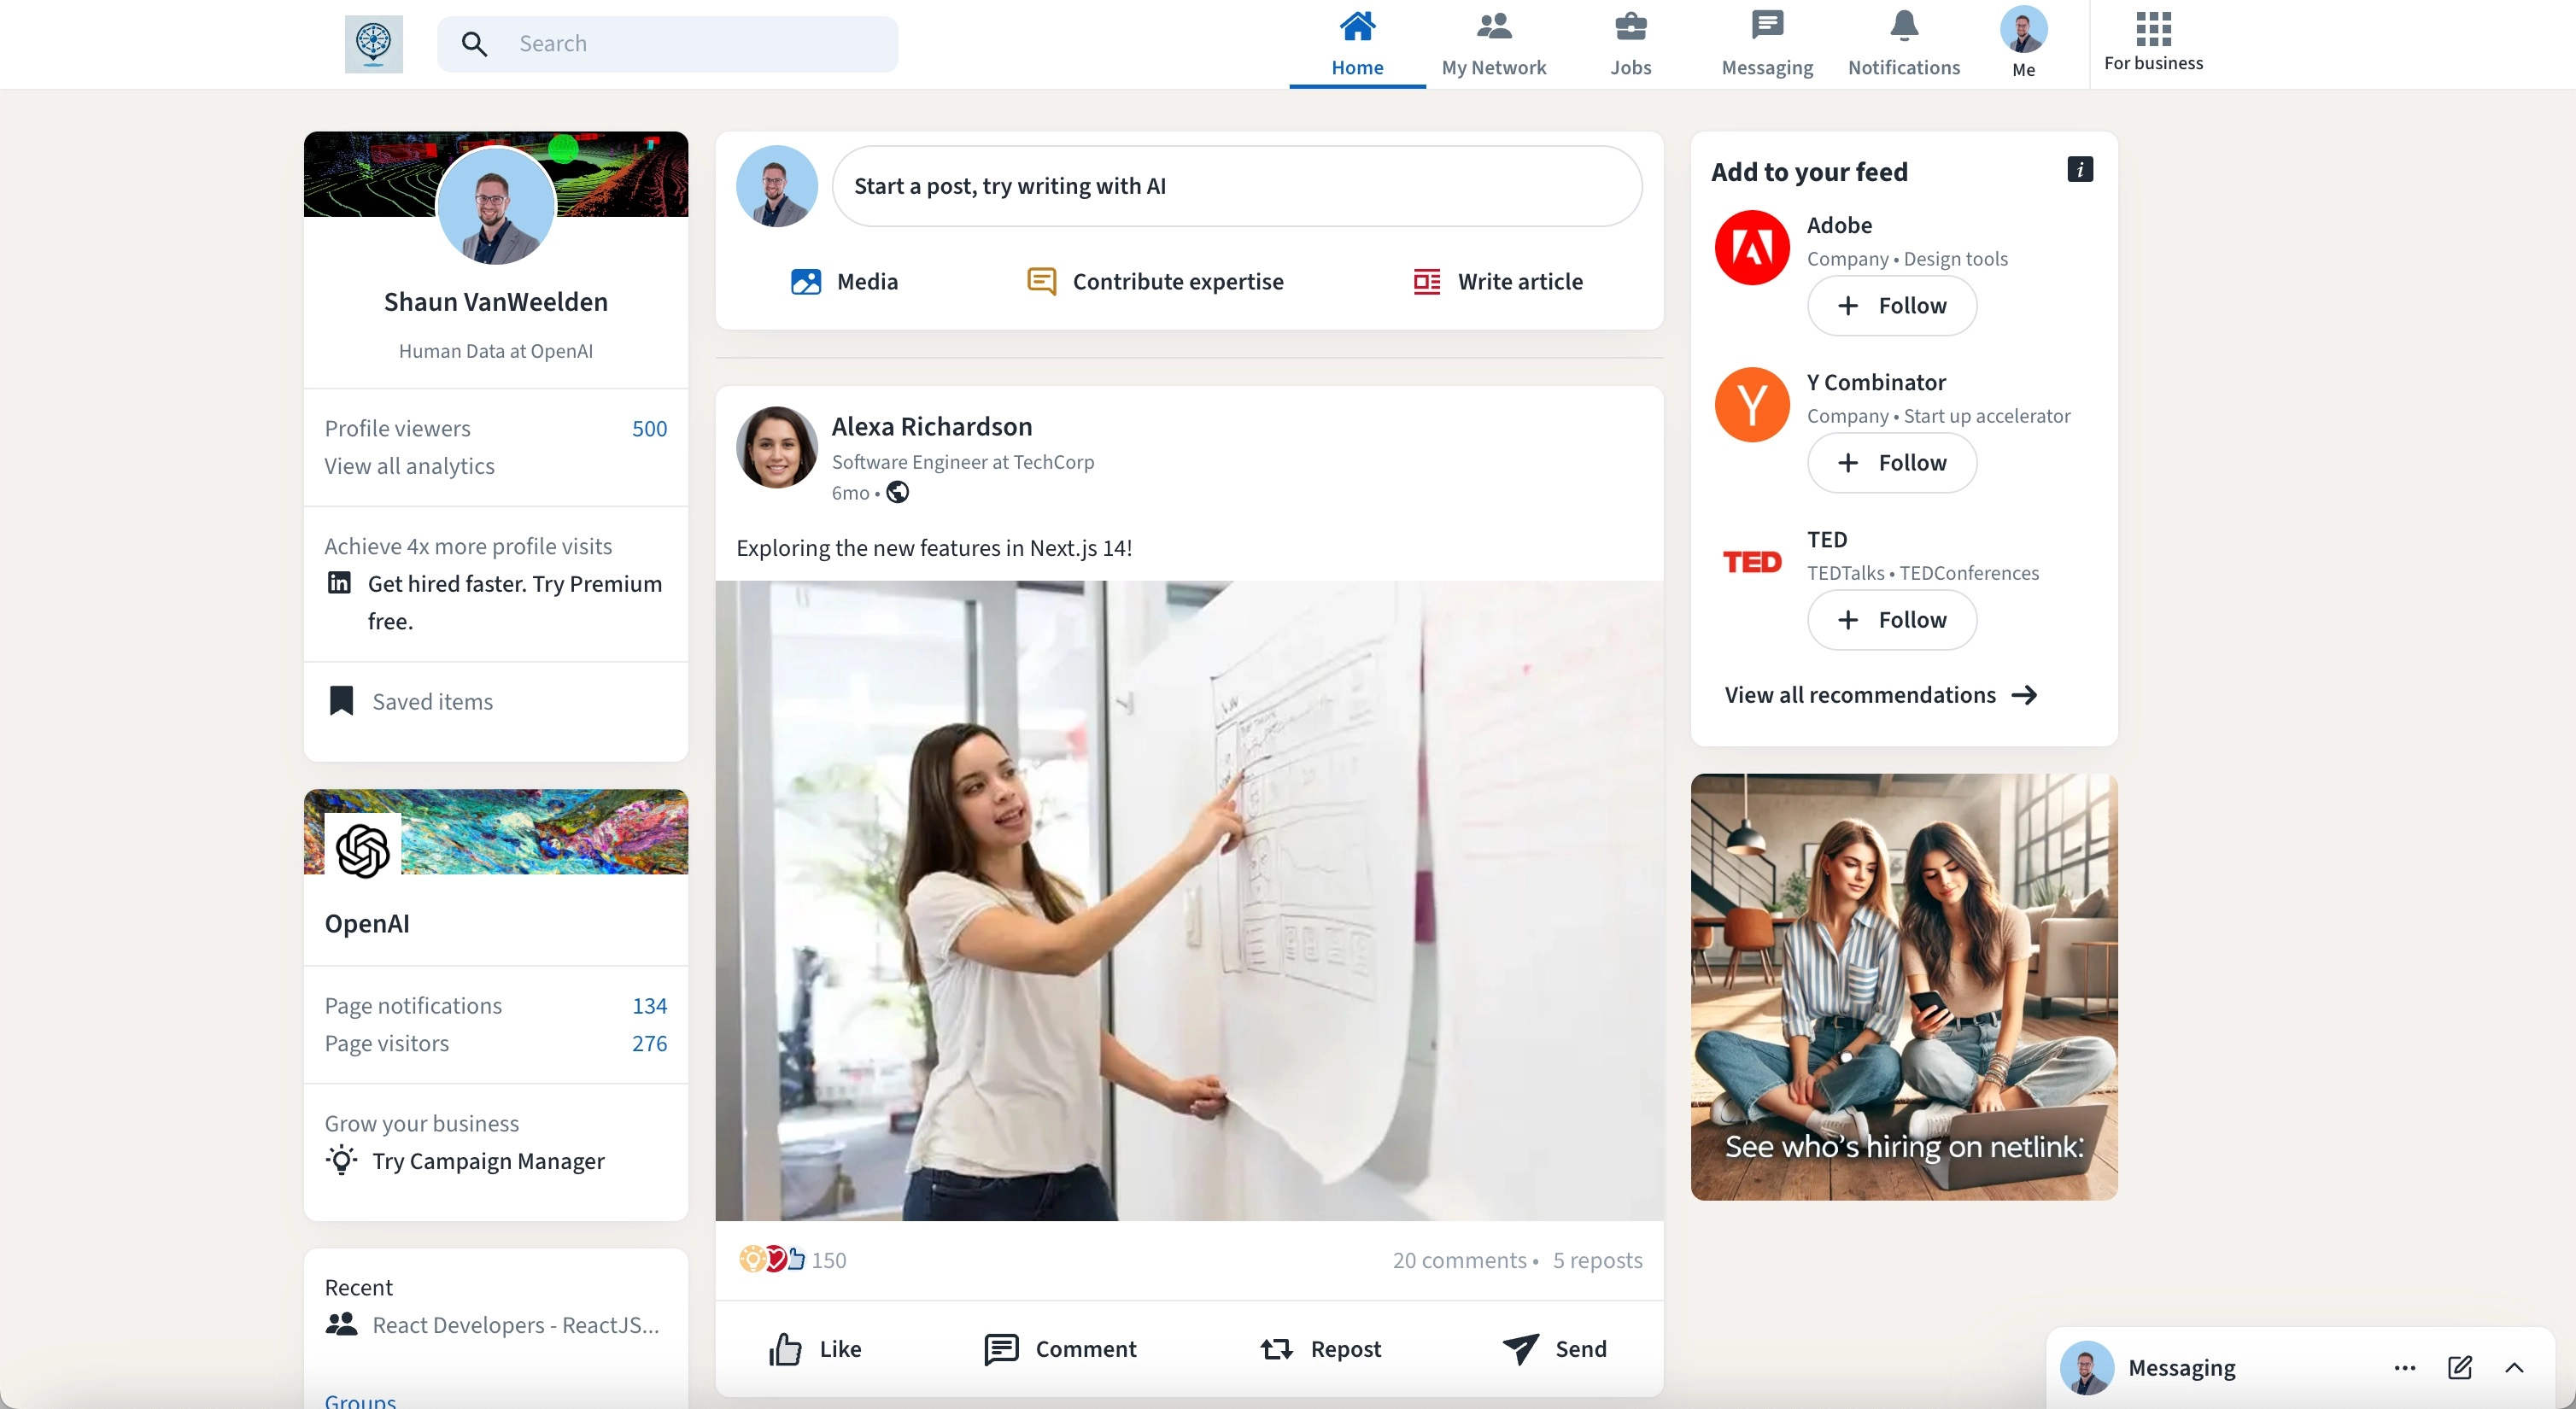 Search
Home
My Network
Jobs
Messaging
Notifications
Me
For business
Shaun VanWeelden
Human Data at OpenAI
Profile viewers 500
View all analytics
Achieve 4x more profile visits
in Get hired faster. Try Premium
free.
Saved items
OpenAI
Page notifications 134
Page visitors 276
Grow your business
Try Campaign Manager
Recent
React Developers - ReactJS...
Groups
Start a post, try writing with AI
Media
Contribute expertise
Write article
Alexa Richardson
Software Engineer at TechCorp
6mo •
Exploring the new features in Next.js 14!
150
20 comments • 5 reposts
Like
Comment
Repost
Send
Add to your feed i
Adobe
Company • Design tools
+ Follow
Y
Y Combinator
Company • Start up accelerator
+ Follow
TED
TED
TEDTalks • TEDConferences
+ Follow
View all recommendations
See who's hiring on netlink:
Messaging